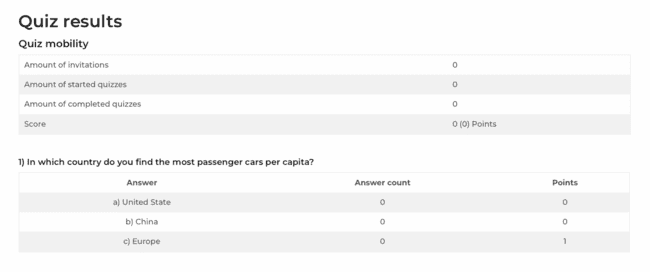 Quiz results
Quiz mobility
Amount of invitations 0
Amount of started quizzes 0
Amount of completed quizzes 0
Score 0 (0) Points
1) In which country do you find the most passenger cars per capita?
Answer Answer count Points
a) United State 0 0
b) China 0 0
c) Europe 0 1